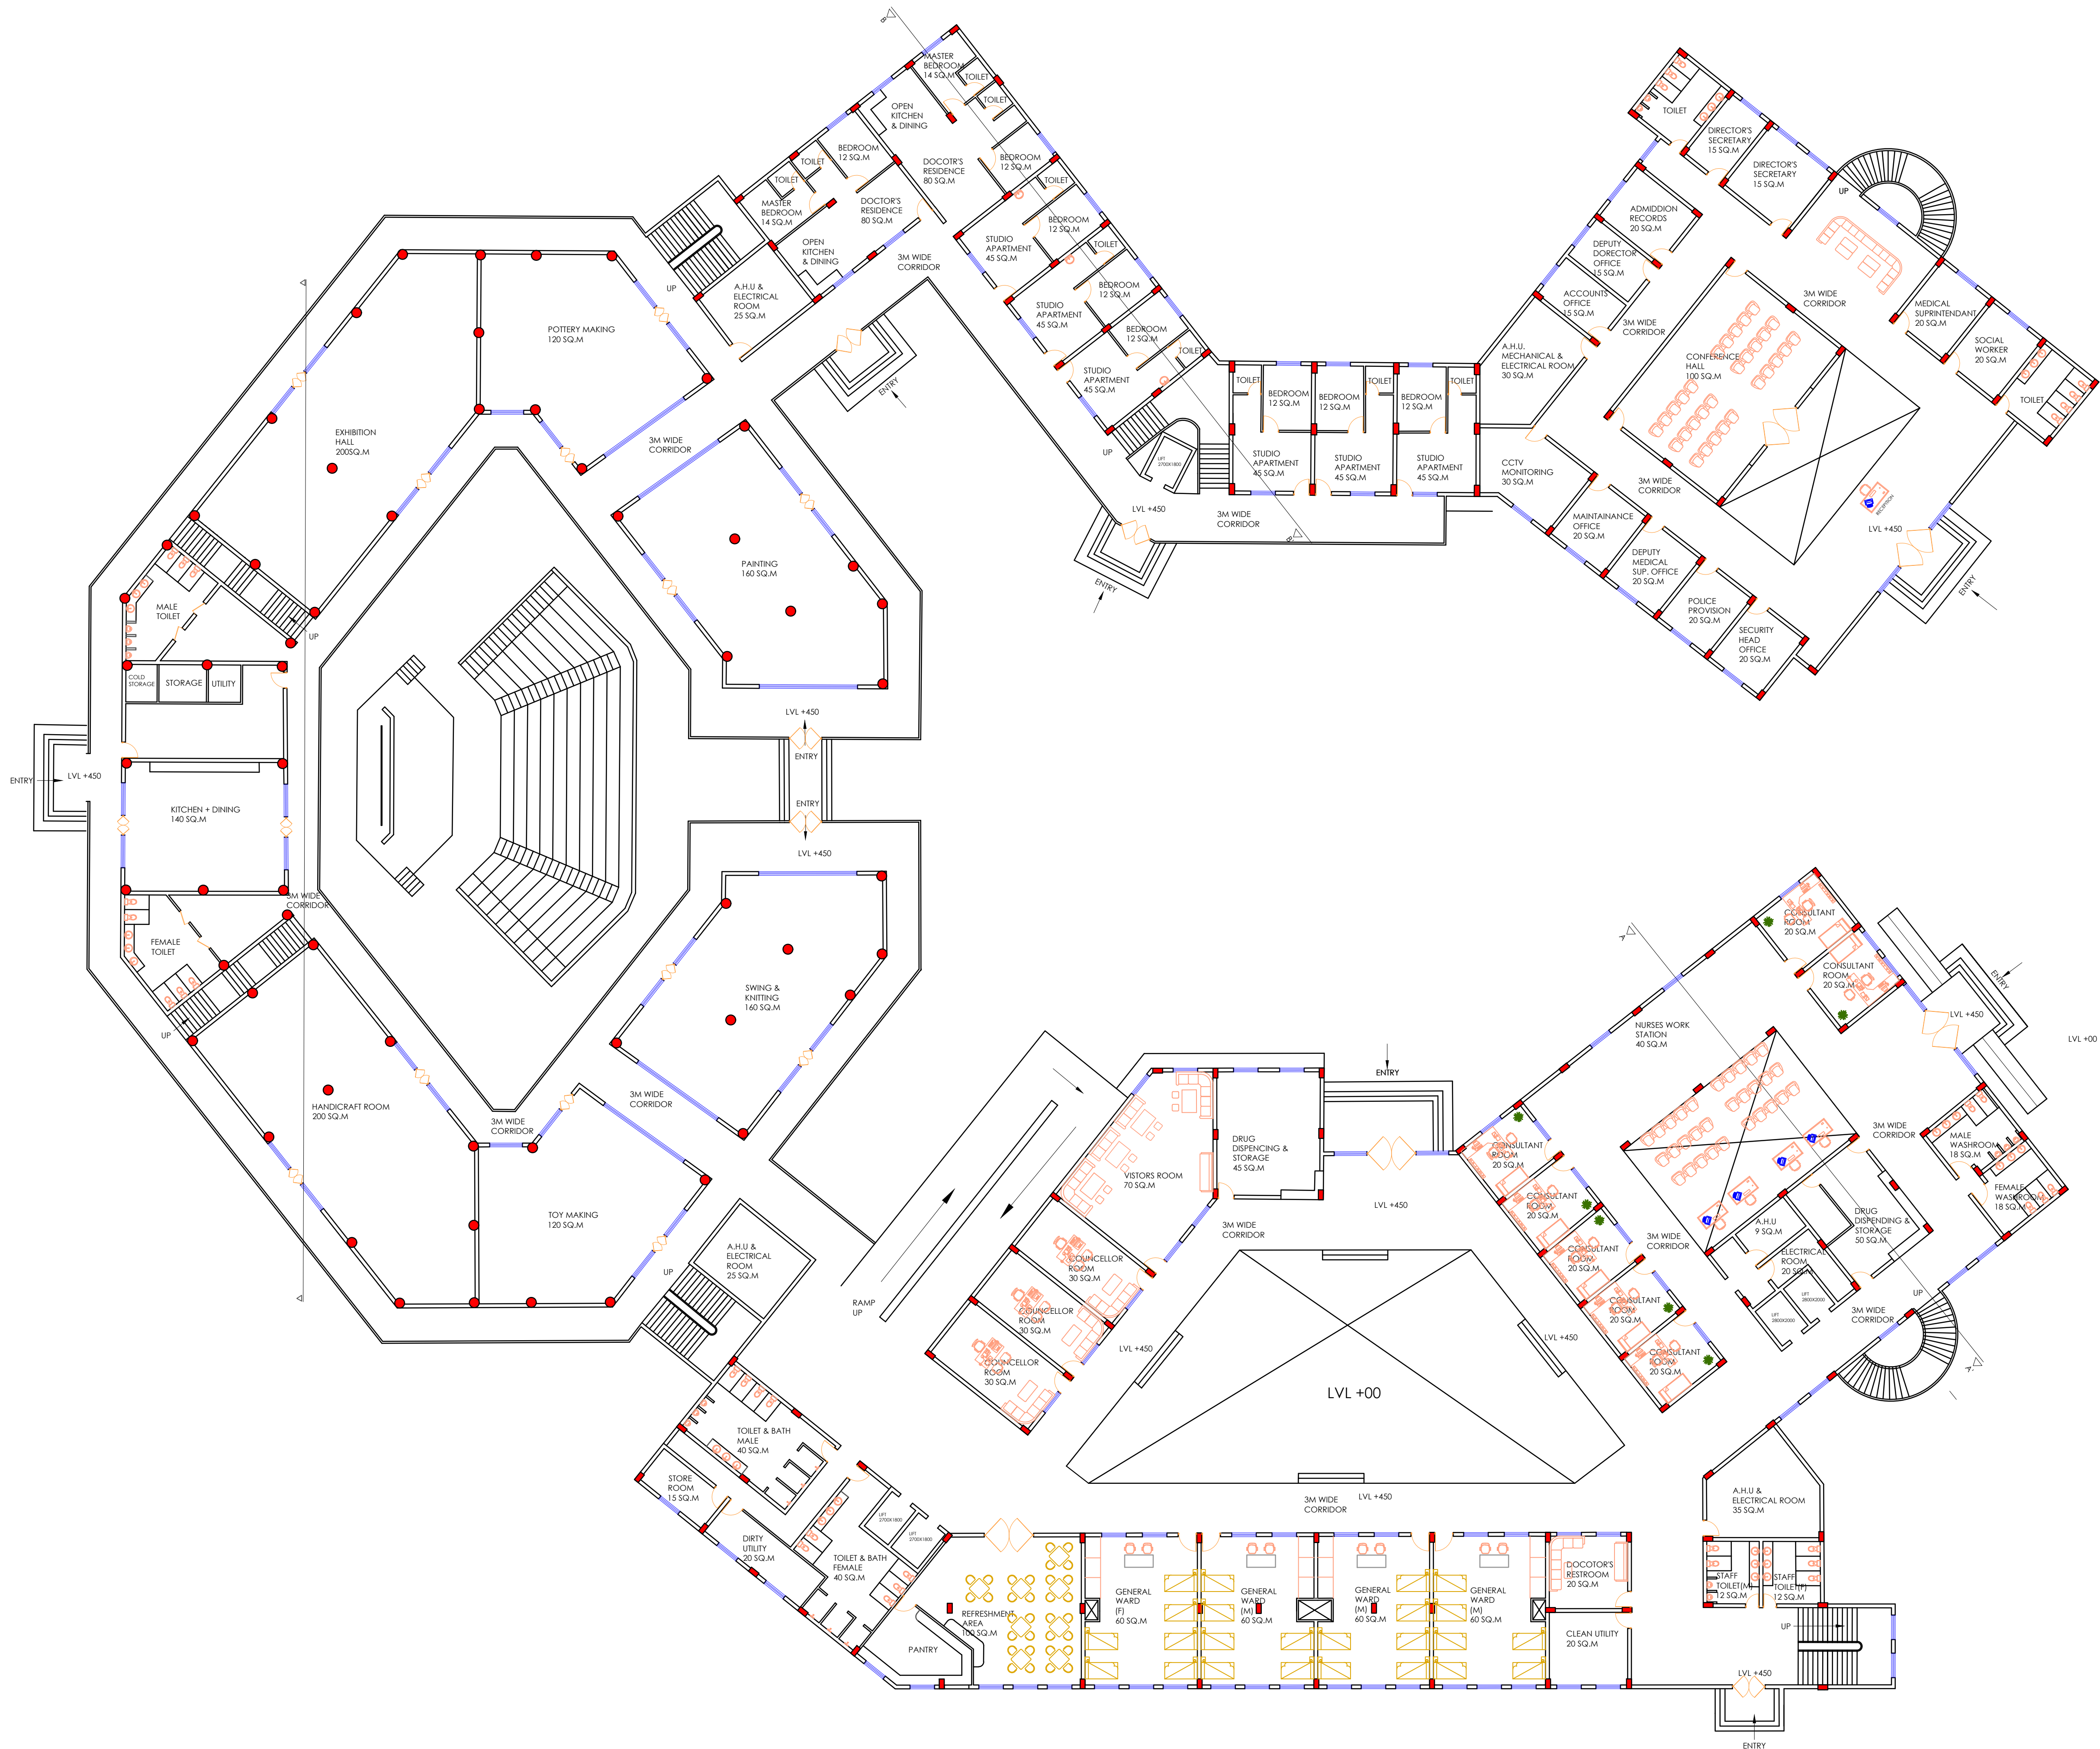 B
MASTER
BEDROOM
14 SQ.M
TOILET
TOILET
OPEN
KITCHEN
& DINING
BEDROOM
12 SQ.M
TOILET
TOILET
DOCOTR'S
RESIDENCE
80 SQ.M
BEDROOM
12 SQ.M
TOILET
MASTER
BEDROOM
14 SQ.M
DOCTOR'S
RESIDENCE
80 SQ.M
BEDROOM
12 SQ.M
OPEN
KITCHEN
& DINING
STUDIO
APARTMENT
45 SQ.M
TOILET
3M WIDE
CORRIDOR
UP
A.H.U &
ELECTRICAL
ROOM
25 SQ.M
BEDROOM
12 SQ.M
STUDIO
APARTMENT
45 SQ.M
BEDROOM
12 SQ.M
TOILET
STUDIO
APARTMENT
45 SQ.M
ENTRY
UP
LIFT
2700X1800
LVL +450
ENTRY
TOILET
BEDROOM
12 SQ.M
BEDROOM
12 SQ.M
TOILET
BEDROOM
12 SQ.M
TOILET
STUDIO
APARTMENT
45 SQ.M
STUDIO
APARTMENT
45 SQ.M
STUDIO
APARTMENT
45 SQ.M
3M WIDE
CORRIDOR
B'
TOILET
DIRECTOR'S
SECRETARY
15 SQ.M
DIRECTOR'S
SECRETARY
15 SQ.M
UP
ADMIDDION
RECORDS
20 SQ.M
DEPUTY
DORECTOR
OFFICE
15 SQ.M
ACCOUNTS
OFFICE
15 SQ.M
3M WIDE
CORRIDOR
3M WIDE
CORRIDOR
A.H.U.
MECHANICAL &
ELECTRICAL ROOM
30 SQ.M
CONFERENCE
HALL
100 SQ.M
MEDICAL
SUPRINTENDANT
20 SQ.M
SOCIAL
WORKER
20 SQ.M
TOILET
CCTV
MONITORING
30 SQ.M
3M WIDE
CORRIDOR
RECEPTION
LVL +450
ENTRY
MAINTAINANCE
OFFICE
20 SQ.M
DEPUTY
MEDICAL
SUP. OFFICE
20 SQ.M
POLICE
PROVISION
20 SQ.M
SECURITY
HEAD
OFFICE
20 SQ.M
POTTERY MAKING
120 SQ.M
EXHIBITION
HALL
200SQ.M
3M WIDE
CORRIDOR
PAINTING
160 SQ.M
MALE
TOILET
UP
COLD
STORAGE
STORAGE
UTILITY
LVL +450
ENTRY
ENTRY
LVL +450
ENTRY
LVL +450
KITCHEN + DINING
140 SQ.M
3M WIDE
CORRIDOR
FEMALE
TOILET
UP
SWING &
KNITTING
160 SQ.M
HANDICRAFT ROOM
200 SQ.M
3M WIDE
CORRIDOR
3M WIDE
CORRIDOR
TOY MAKING
120 SQ.M
A.H.U &
ELECTRICAL
ROOM
25 SQ.M
UP
RAMP
UP
VISTORS ROOM
70 SQ.M
DRUG
DISPENCING &
STORAGE
45 SQ.M
ENTRY
LVL +450
3M WIDE
CORRIDOR
COUNCELLOR
ROOM
30 SQ.M
COUNCELLOR
ROOM
30 SQ.M
COUNCELLOR
ROOM
30 SQ.M
LVL +450
LVL +00
LVL +450
3M WIDE
CORRIDOR
LVL +450
A
CONSULTANT
ROOM
20 SQ.M
CONSULTANT
ROOM
20 SQ.M
ENTRY
LVL +450
LVL +00
NURSES WORK
STATION
40 SQ.M
CONSULTANT
ROOM
20 SQ.M
CONSULTANT
ROOM
20 SQ.M
CONSULTANT
ROOM
20 SQ.M
CONSULTANT
ROOM
20 SQ.M
CONSULTANT
ROOM
20 SQ.M
3M WIDE
CORRIDOR
3M WIDE
CORRIDOR
MALE
WASHROOM
18 SQ.M
FEMALE
WASHROOM
18 SQ.M
A.H.U
9 SQ.M
DRUG
DISPENDING &
STORAGE
50 SQ.M
ELECTRICAL
ROOM
20 SQ.M
LIFT
2800X2000
LIFT
2800X2000
3M WIDE
CORRIDOR
UP
A'
TOILET & BATH
MALE
40 SQ.M
STORE
ROOM
15 SQ.M
DIRTY
UTILITY
20 SQ.M
TOILET & BATH
FEMALE
40 SQ.M
LIFT
2700X1800
LIFT
2700X1800
REFRESHMENT
AREA
100 SQ.M
PANTRY
GENERAL
WARD
(F)
60 SQ.M
GENERAL
WARD
(M)
60 SQ.M
GENERAL
WARD
(M)
60 SQ.M
GENERAL
WARD
(M)
60 SQ.M
DOCOTOR'S
RESTROOM
20 SQ.M
CLEAN UTILITY
20 SQ.M
A.H.U &
ELECTRICAL ROOM
35 SQ.M
STAFF
TOILET(M)
12 SQ.M
STAFF
TOILET(F)
12 SQ.M
UP
LVL +450
ENTRY